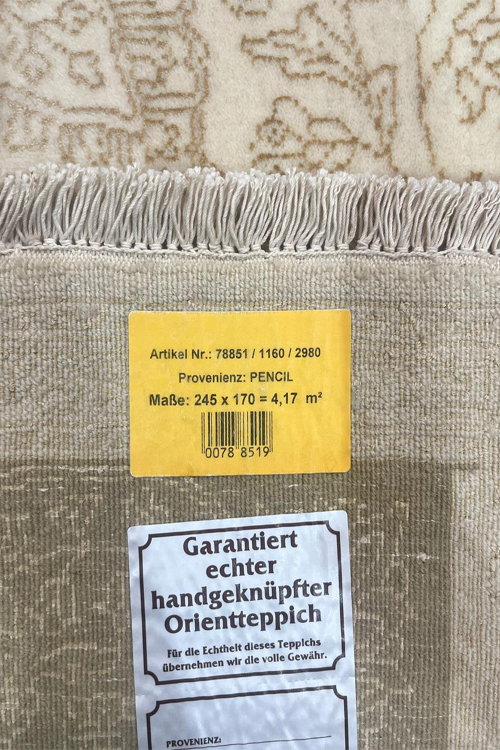 Artikel Nr.: 78851 / 1160 / 2980
Provenienz: PENCIL
Maße: 245 x 170 = 4,17 m²
0078 8519
Garantiert
echter
handgeknüpfter
Orientteppich
Für die Echtheit dieses Teppichs
übernehmen wir die volle Gewähr.
PROVENIENZ: